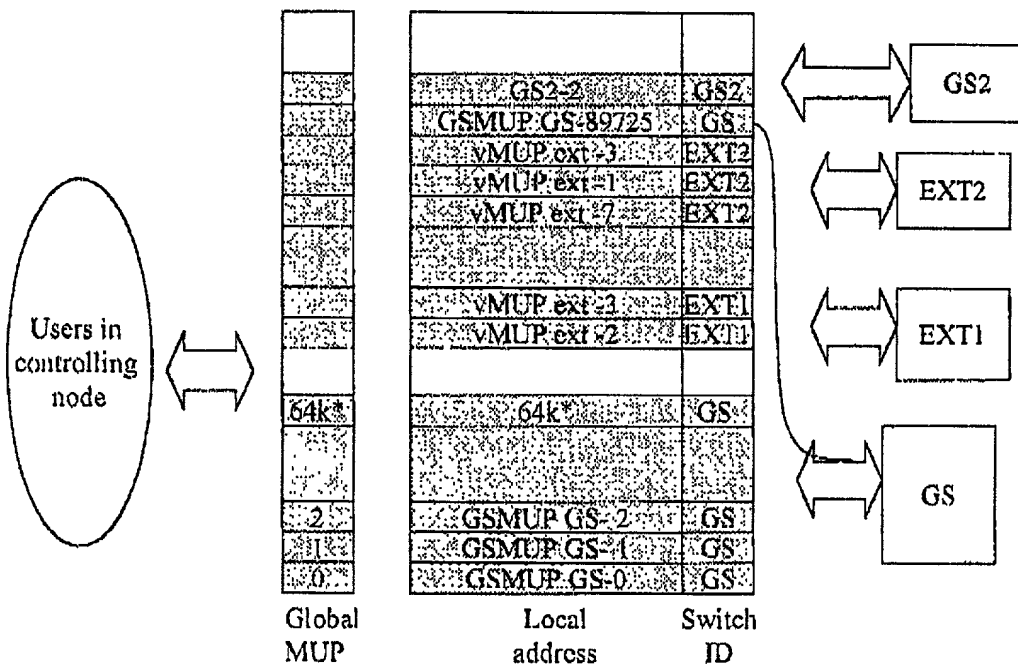 GS2-2 GS2
GSMUP GS-89725 GS
vMUP ext -3 EXT2
vMUP ext -1 EXT2
vMUP ext -7 EXT2
vMUP ext -3 EXT1
vMUP ext -2 EXT1
64k* 64k* GS
2 GSMUP GS- 2 GS
1 GSMUP GS- 1 GS
0 GSMUP GS-0 GS
Global
MUP
Local
address
Switch
ID
Users in
controlling
node
GS2
EXT2
EXT1
GS